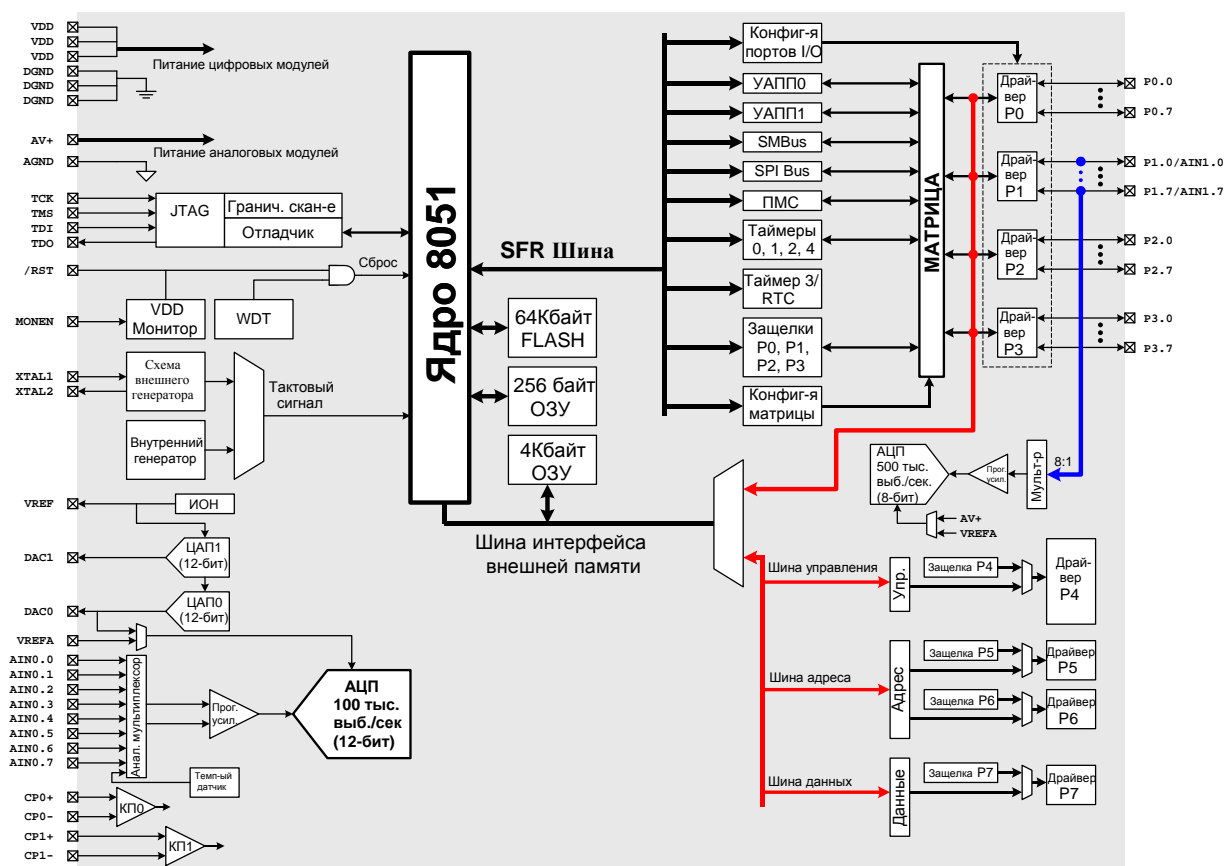 VDD
VDD
VDD
DGND
DGND
DGND
Питание цифровых модулей
AV+
Питание аналоговых модулей
AGND
TCK
TMS
TDI
TDO
JTAG
Гранич. скан-е
Отладчик
/RST
Сброс
MONEN
VDD
Монитор
WDT
XTAL1
XTAL2
Схема
внешнего
генератора
Внутренний
генератор
Тактовый
сигнал
VREF
ИОН
DAC1
ЦАП1
(12-бит)
DAC0
ЦАП0
(12-бит)
VREFA
AIN0.0
AIN0.1
AIN0.2
AIN0.3
AIN0.4
AIN0.5
AIN0.6
AIN0.7
Анал. мультиплексор
Прог.
усил.
АЦП
100 тыс.
выб./сек
(12-бит)
Темп-ый
датчик
CP0+
CP0-
КП0
CP1+
CP1-
КП1
Ядро 8051
SFR Шина
64Кбайт
FLASH
256 байт
ОЗУ
4Кбайт
ОЗУ
Шина интерфейса
внешней памяти
Конфиг-я
портов I/O
УАПП0
УАПП1
SMBus
SPI Bus
ПМС
Таймеры
0, 1, 2, 4
Таймер 3/
RTC
Защелки
P0, P1,
P2, P3
Конфиг-я
матрицы
МАТРИЦА
Драй-
вер
P0
Драй-
вер
P1
Драй-
вер
P2
Драй-
вер
P3
P0.0
P0.7
P1.0/AIN1.0
P1.7/AIN1.7
P2.0
P2.7
P3.0
P3.7
АЦП
500 тыс.
выб./сек.
(8-бит)
Прог.
усил.
Мульт-р
8:1
AV+
VREFA
Шина управления
Упр.
Защелка P4
Драй-
вер
P4
Шина адреса
Адрес
Защелка P5
Драйвер
P5
Защелка P6
Драйвер
P6
Шина данных
Данные
Защелка P7
Драйвер
P7